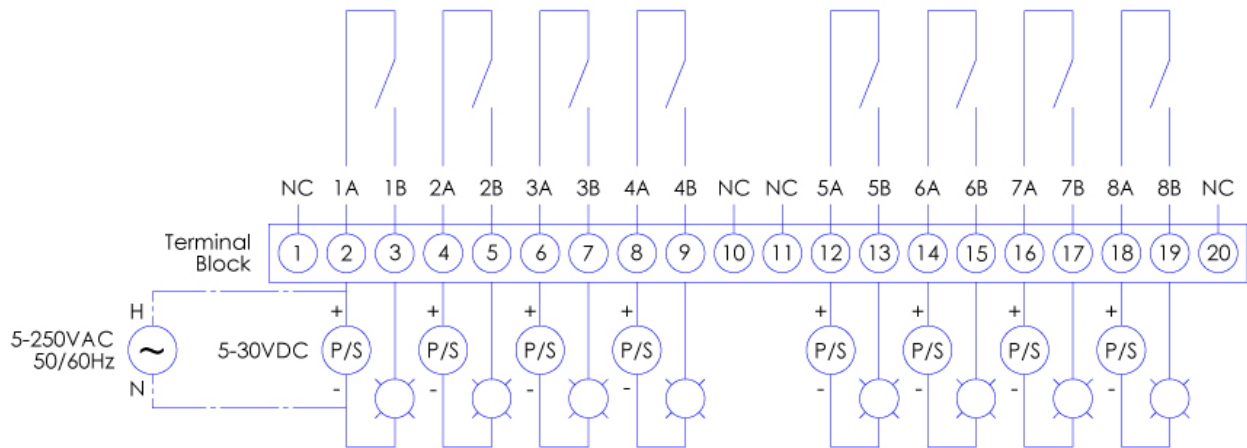 NC 1A 1B 2A 2B 3A 3B 4A 4B NC NC 5A 5B 6A 6B 7A 7B 8A 8B NC
Terminal
Block
1 2 3 4 5 6 7 8 9 10 11 12 13 14 15 16 17 18 19 20
H + + + + + + + +
5-250VAC
50/60Hz
~ 5-30VDC P/S P/S P/S P/S P/S P/S P/S P/S
N - - - - - - - -